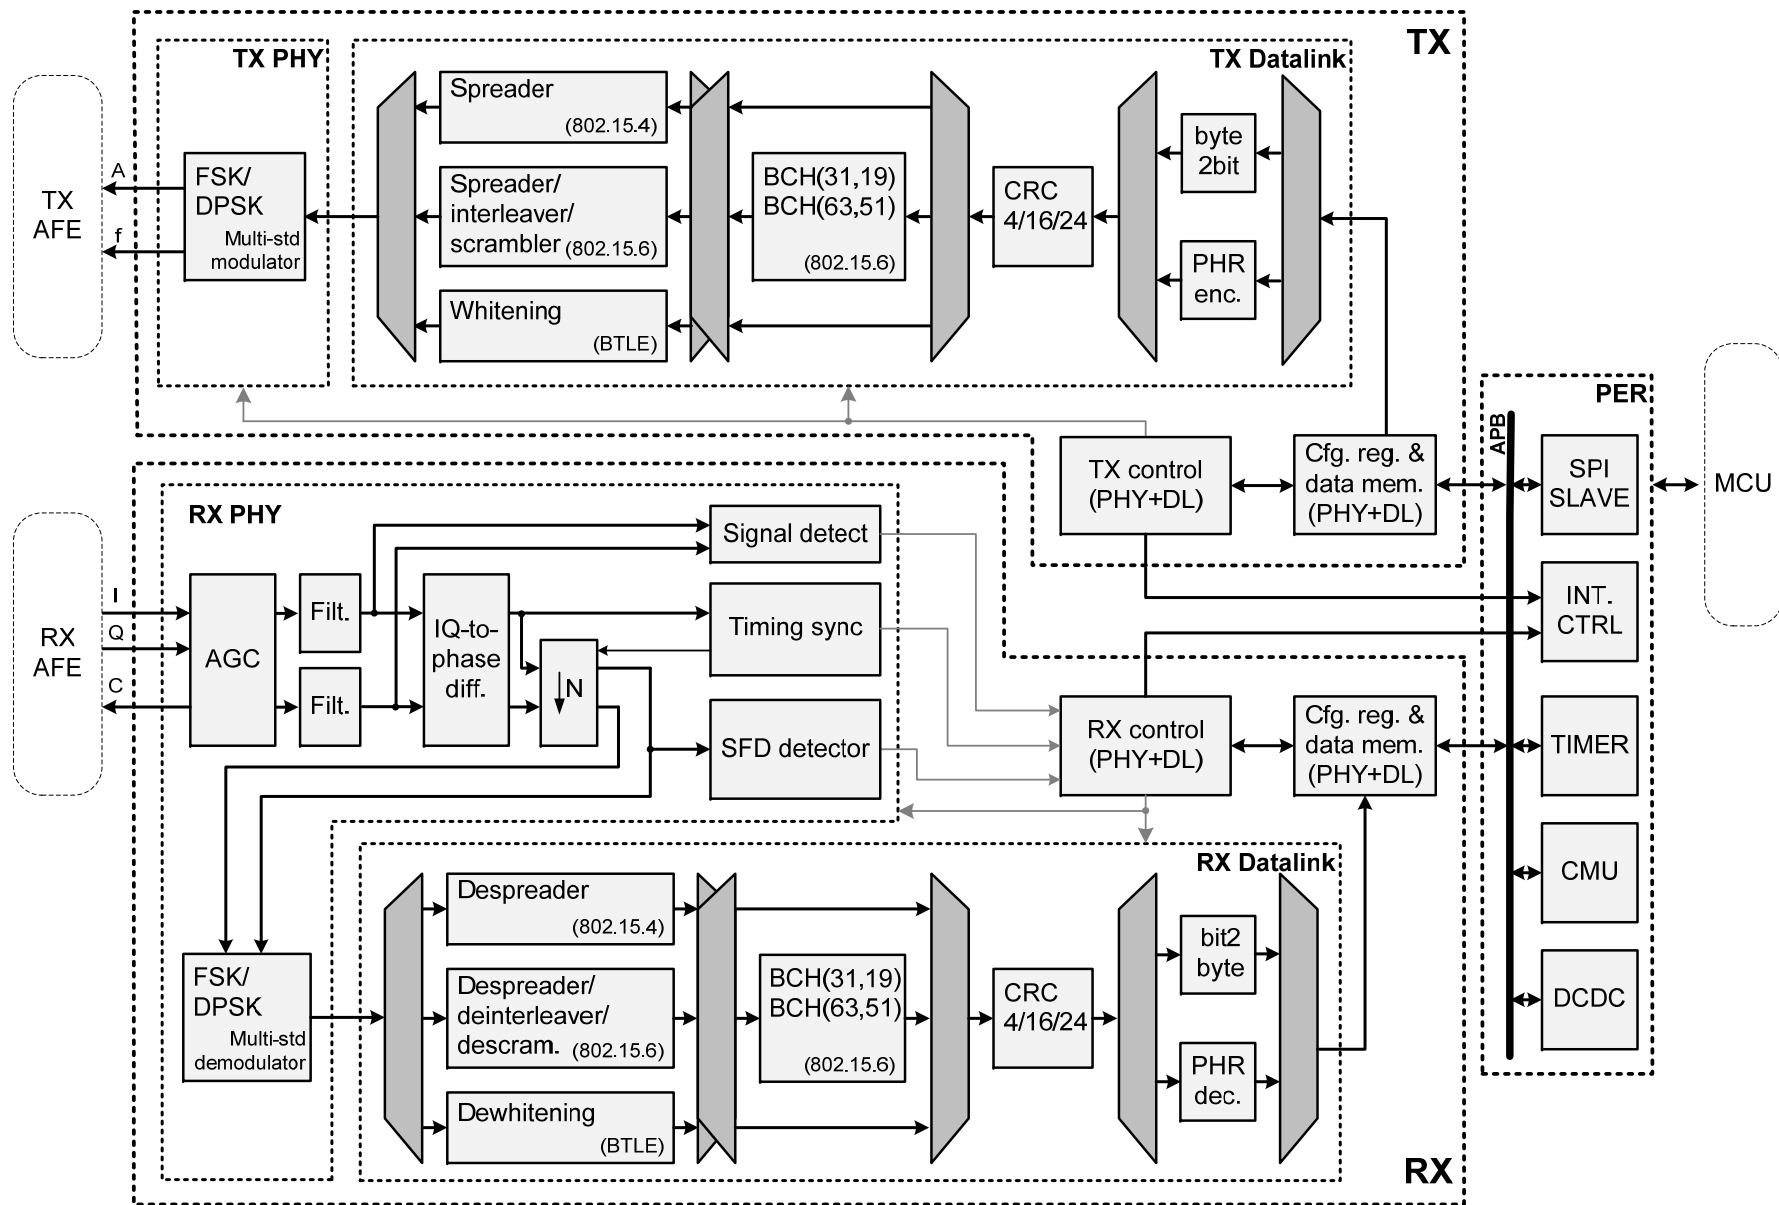 TX
TX PHY
TX Datalink
Spreader
(802.15.4)
byte
2bit
FSK/
DPSK
Multi-std
modulator
A
f
TX
AFE
Spreader/
interleaver/
scrambler
(802.15.6)
BCH(31,19)
BCH(63,51)
(802.15.6)
CRC
4/16/24
PHR
enc.
Whitening
(BTLE)
PER
APB
TX control
(PHY+DL)
Cfg. reg. &
data mem.
(PHY+DL)
SPI
SLAVE
MCU
RX PHY
Signal detect
I
Q
C
RX
AFE
AGC
Filt.
Filt.
IQ-to-
phase
diff.
N
Timing sync
SFD detector
INT.
CTRL
RX control
(PHY+DL)
Cfg. reg. &
data mem.
(PHY+DL)
TIMER
CMU
DCDC
RX Datalink
Despreader
(802.15.4)
bit2
byte
FSK/
DPSK
Multi-std
demodulator
Despreader/
deinterleaver/
descram.
(802.15.6)
BCH(31,19)
BCH(63,51)
(802.15.6)
CRC
4/16/24
PHR
dec.
Dewhitening
(BTLE)
RX